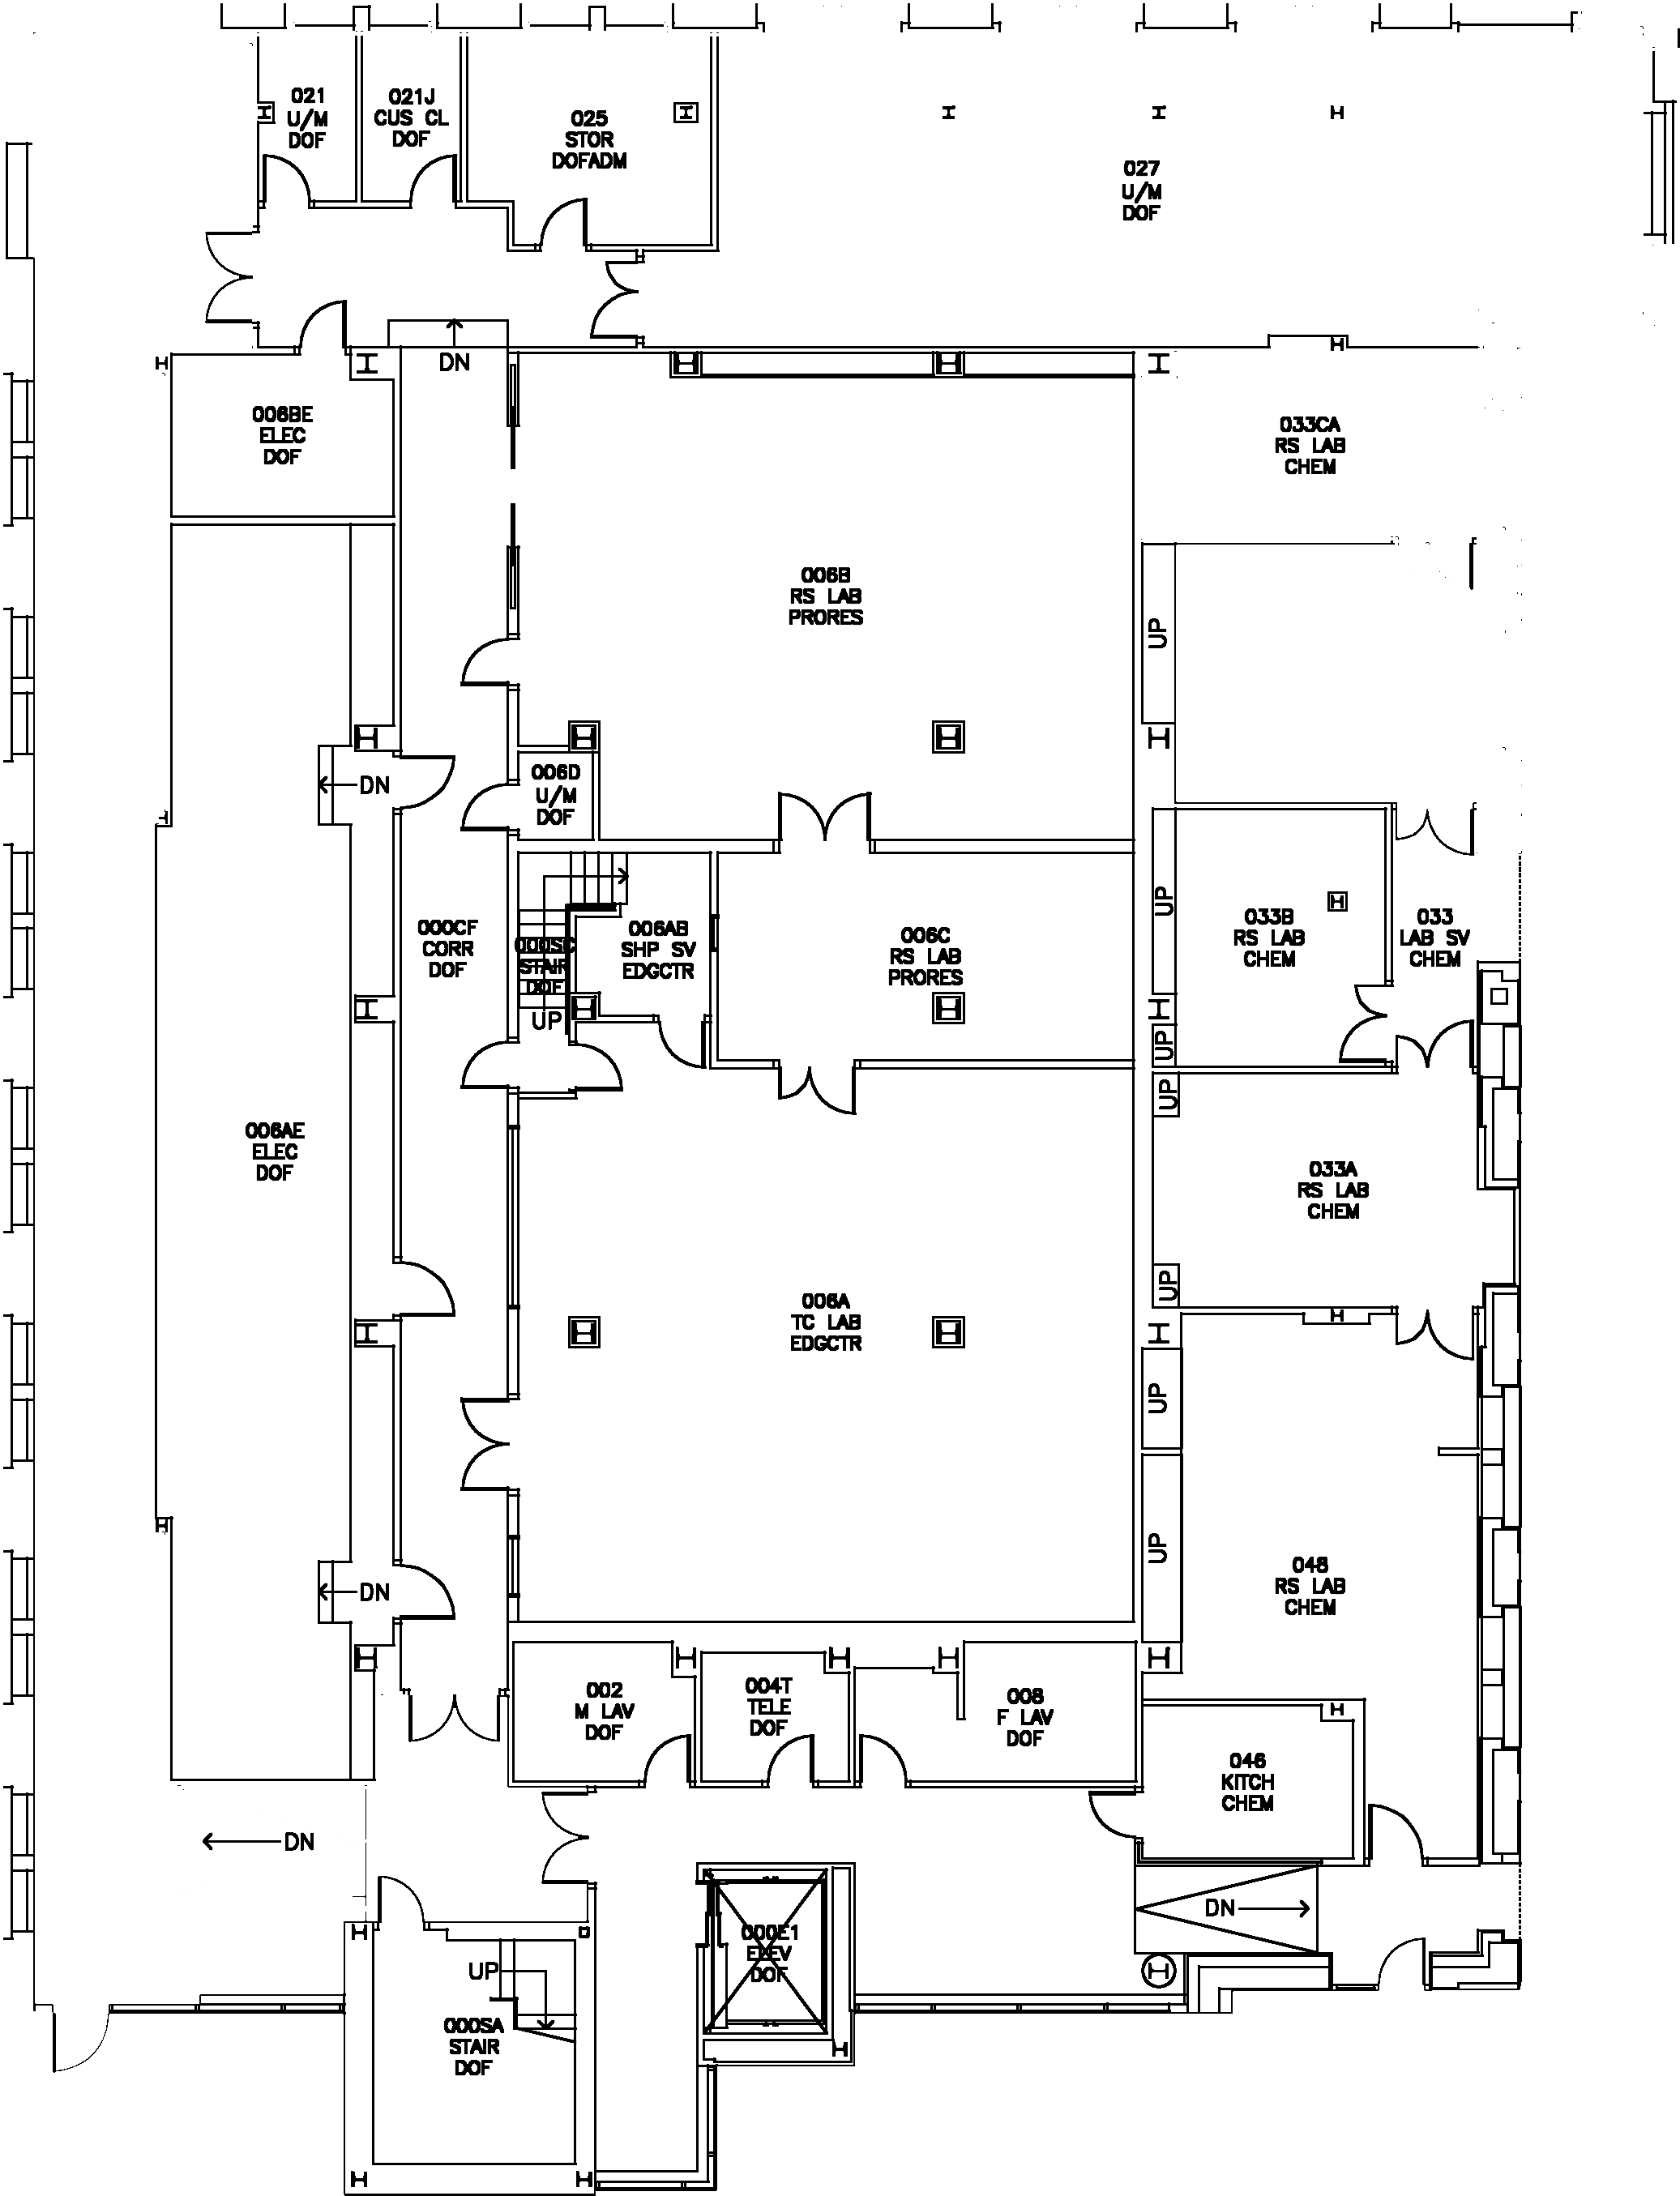 021
U/M
DOF
021J
CUS CL
DOF
025
STOR
DOFADM
027
U/M
DOF
DN
006BE
ELEC
DOF
033CA
RS LAB
CHEM
006B
RS LAB
PRORES
UP
DN
006D
U/M
DOF
000CF
CORR
DOF
000SC
STAIR
DOF
UP
006AB
SHP SV
EDGCTR
006C
RS LAB
PRORES
UP
033B
RS LAB
CHEM
033
LAB SV
CHEM
UP
UP
006AE
ELEC
DOF
033A
RS LAB
CHEM
UP
006A
TC LAB
EDGCTR
UP
UP
048
RS LAB
CHEM
DN
002
M LAV
DOF
004T
TELE
DOF
008
F LAV
DOF
046
KITCH
CHEM
DN
DN
000E1
ELEV
DOF
UP
000SA
STAIR
DOF